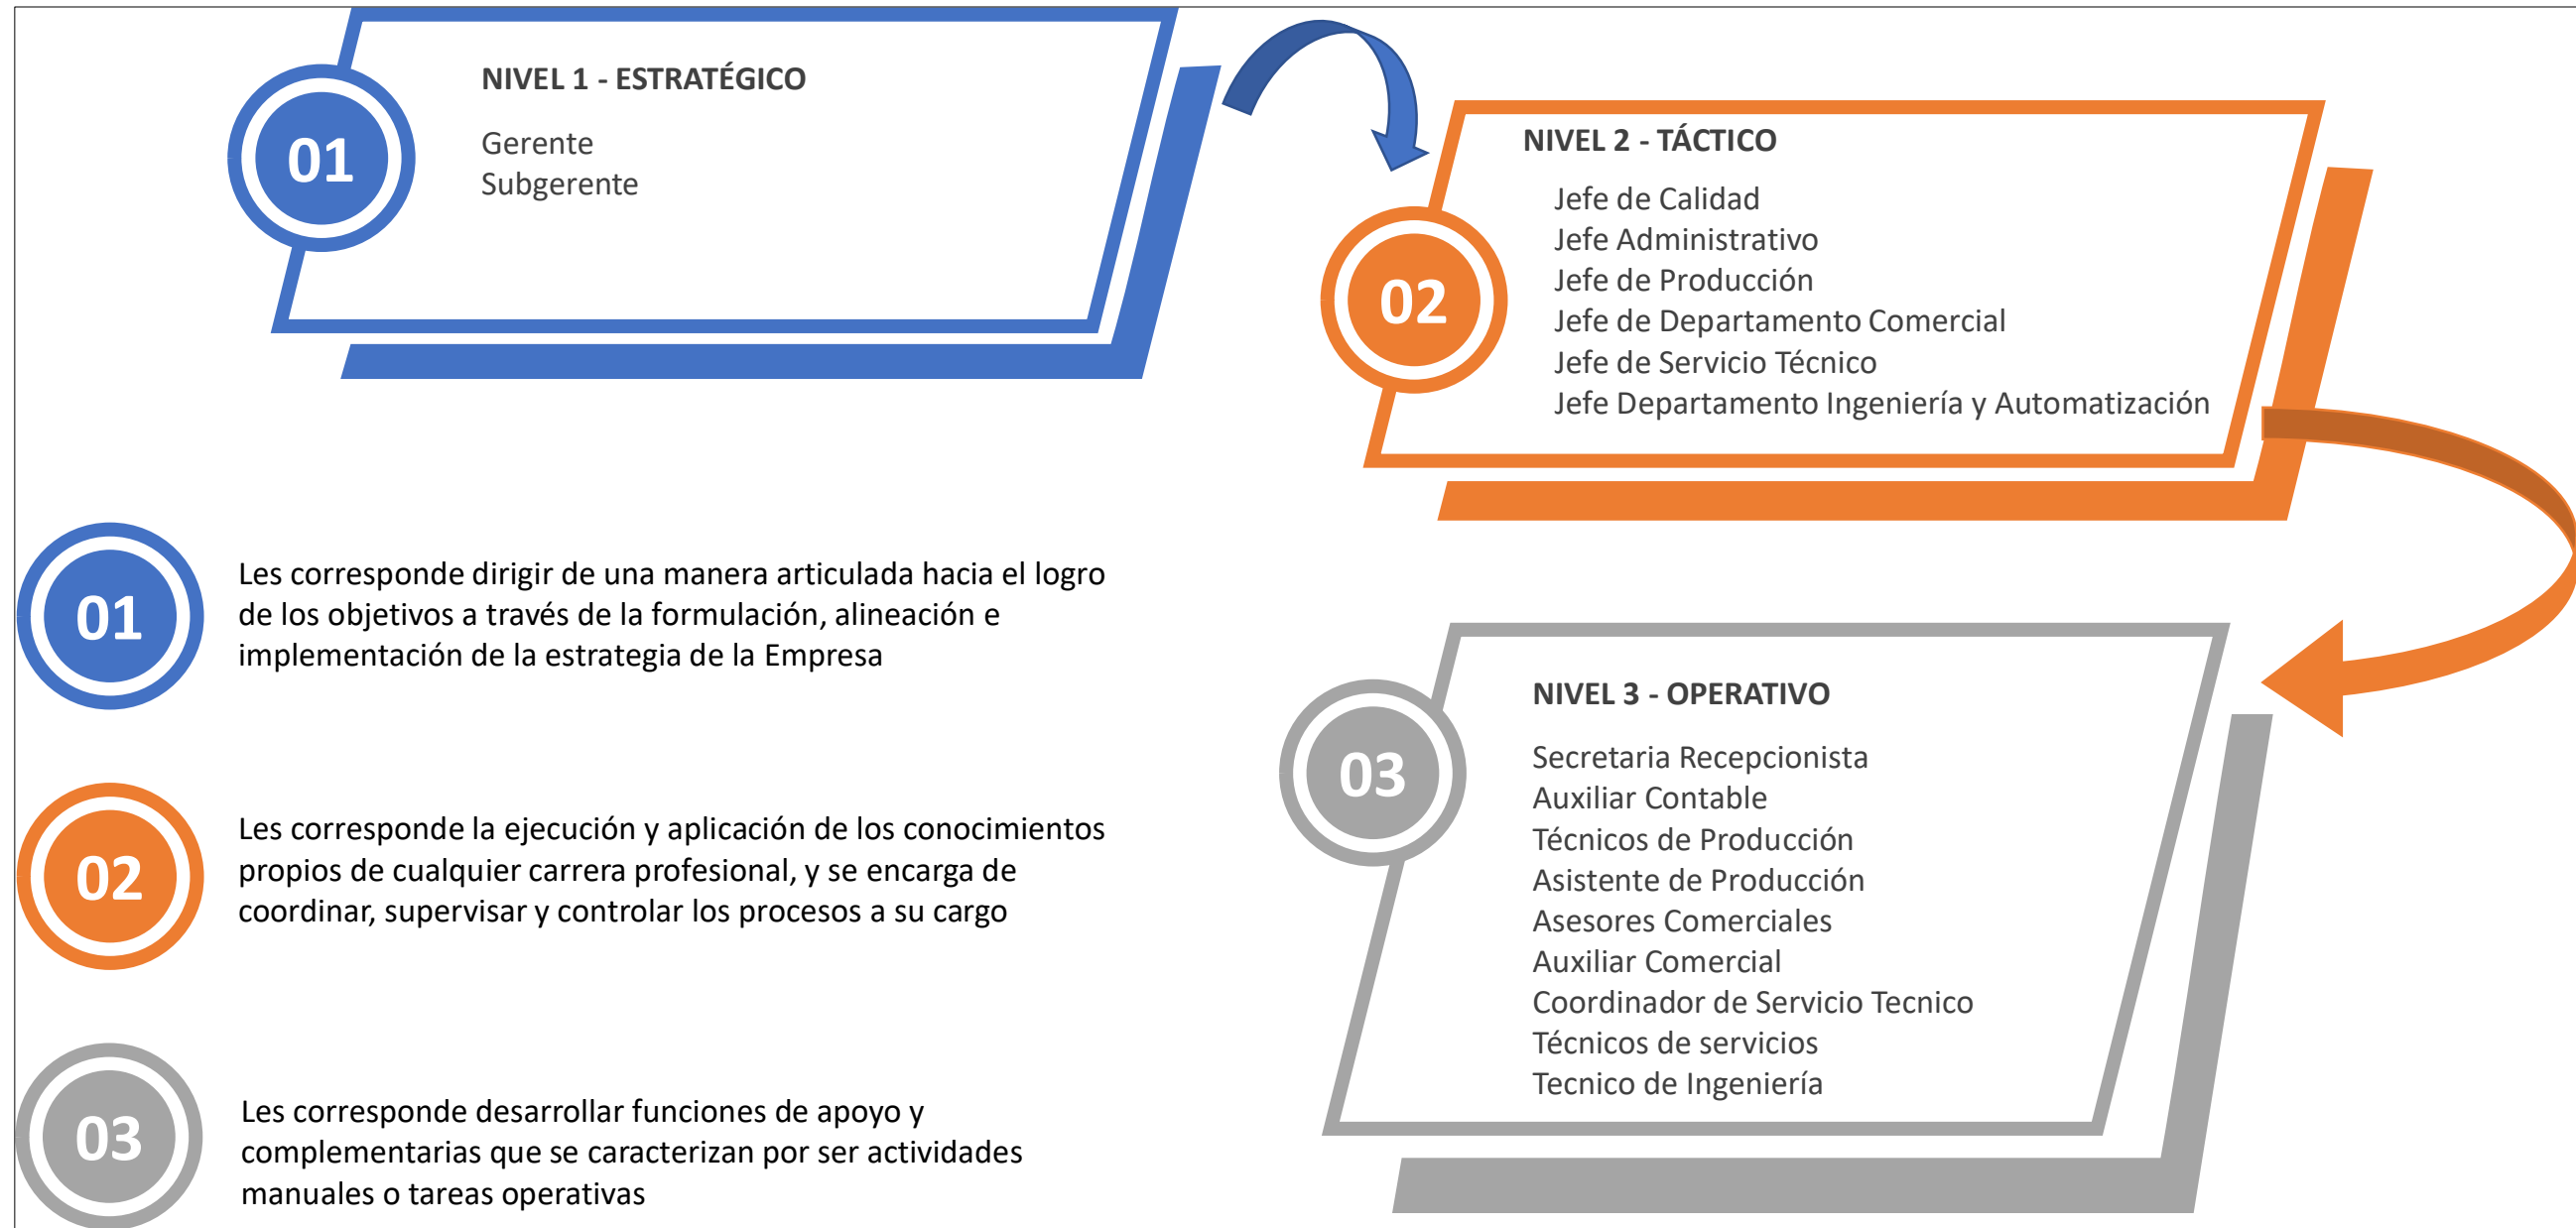 01
NIVEL 1 - ESTRATÉGICO
Gerente
Subgerente
02
NIVEL 2 - TÁCTICO
Jefe de Calidad
Jefe Administrativo
Jefe de Producción
Jefe de Departamento Comercial
Jefe de Servicio Técnico
Jefe Departamento Ingeniería y Automatización
03
NIVEL 3 - OPERATIVO
Secretaria Recepcionista
Auxiliar Contable
Técnicos de Producción
Asistente de Producción
Asesores Comerciales
Auxiliar Comercial
Coordinador de Servicio Tecnico
Técnicos de servicios
Tecnico de Ingeniería
01
Les corresponde dirigir de una manera articulada hacia el logro
de los objetivos a través de la formulación, alineación e
implementación de la estrategia de la Empresa
02
Les corresponde la ejecución y aplicación de los conocimientos
propios de cualquier carrera profesional, y se encarga de
coordinar, supervisar y controlar los procesos a su cargo
03
Les corresponde desarrollar funciones de apoyo y
complementarias que se caracterizan por ser actividades
manuales o tareas operativas